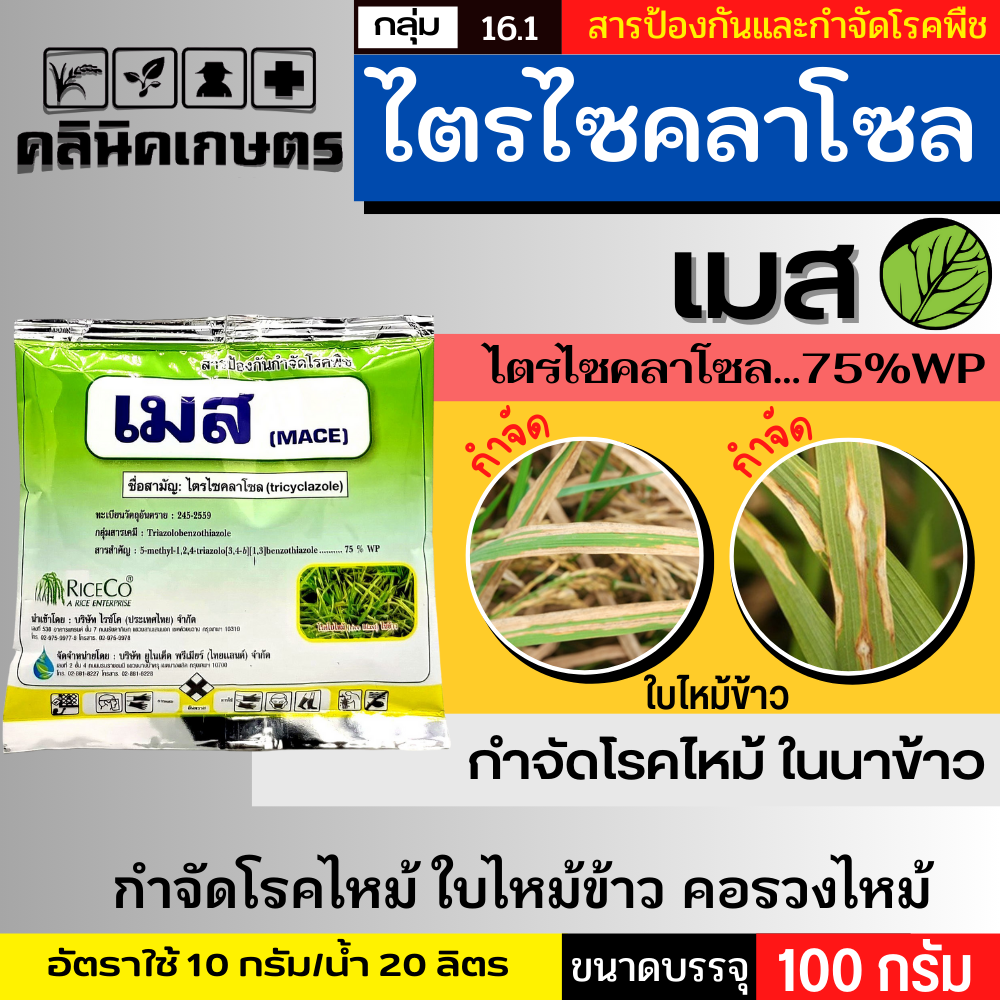 กลุ่ม 16.1 สารป้องกันและกำจัดโรคพืช
คลินิคเกษตร
ไตรไซคลาโซล
เมส
ไตรไซคลาโซล...75%WP
กำจัด กำจัด
ใบไหม้ข้าว
สารป้องกันกำจัดโรคพืช
เมส (MACE)
ชื่อสามัญ: ไตรไซคลาโซล (tricyclazole)
ทะเบียนวัตถุอันตราย : 245-2559
กลุ่มสารเคมี : Triazolobenzothiazole
สารสำคัญ : 5-methyl-1,2,4-triazolo[3,4-b][1,3]benzothiazole .......... 75 % WP
RICECO®
A RICE ENTERPRISE
นำเข้าโดย : บริษัท ไรซ์โค (ประเทศไทย) จำกัด
จัดจำหน่ายโดย : บริษัท ยูไนเต็ด พรีเมียร์ (ไทยแลนด์) จำกัด
กำจัดโรคไหม้ ในนาข้าว
กำจัดโรคไหม้ ใบไหม้ข้าว คอรวงไหม้
อัตราใช้ 10 กรัม/น้ำ 20 ลิตร
ขนาดบรรจุ 100 กรัม